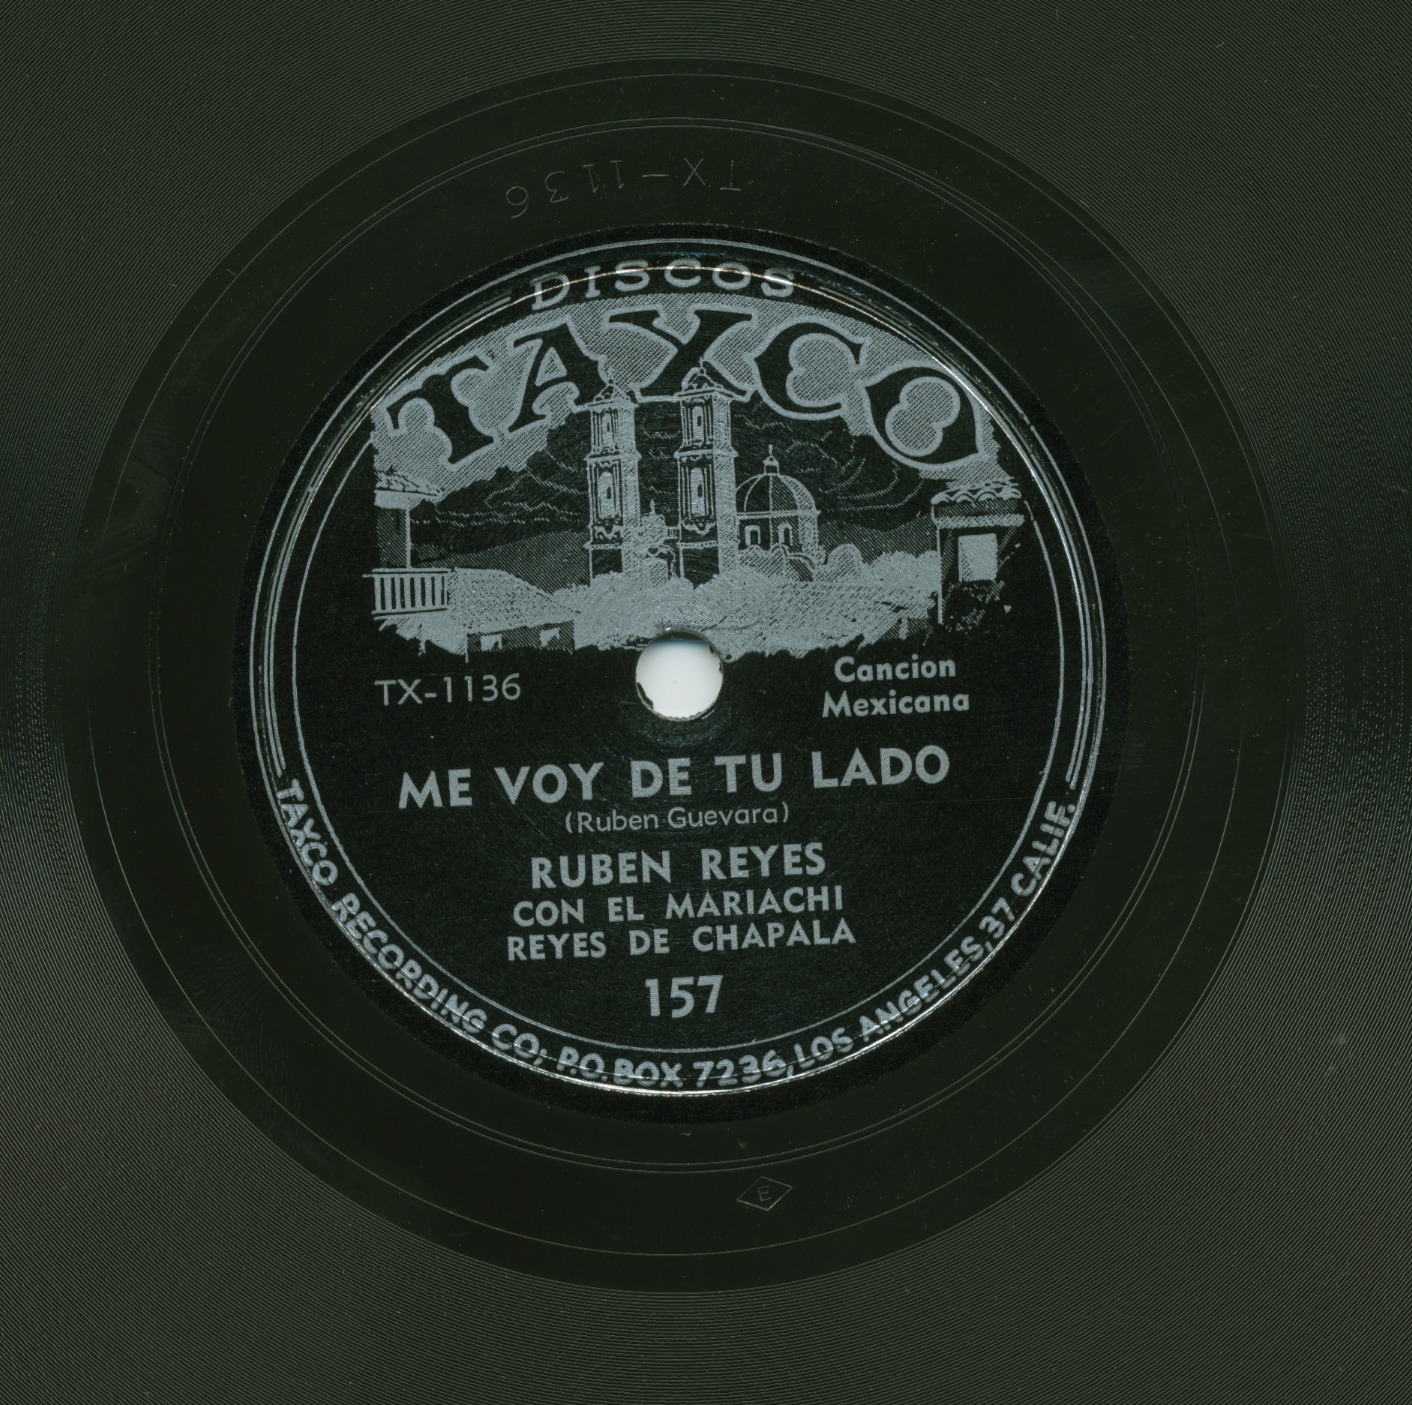 TX-1136
DISCOS
TAXCO
TX-1136
Cancion
Mexicana
ME VOY DE TU LADO
(Ruben Guevara)
RUBEN REYES
CON EL MARIACHI
REYES DE CHAPALA
157
TAXCO RECORDING CO; P.O. BOX 7236, LOS ANGELES, 37 CALIF.
E